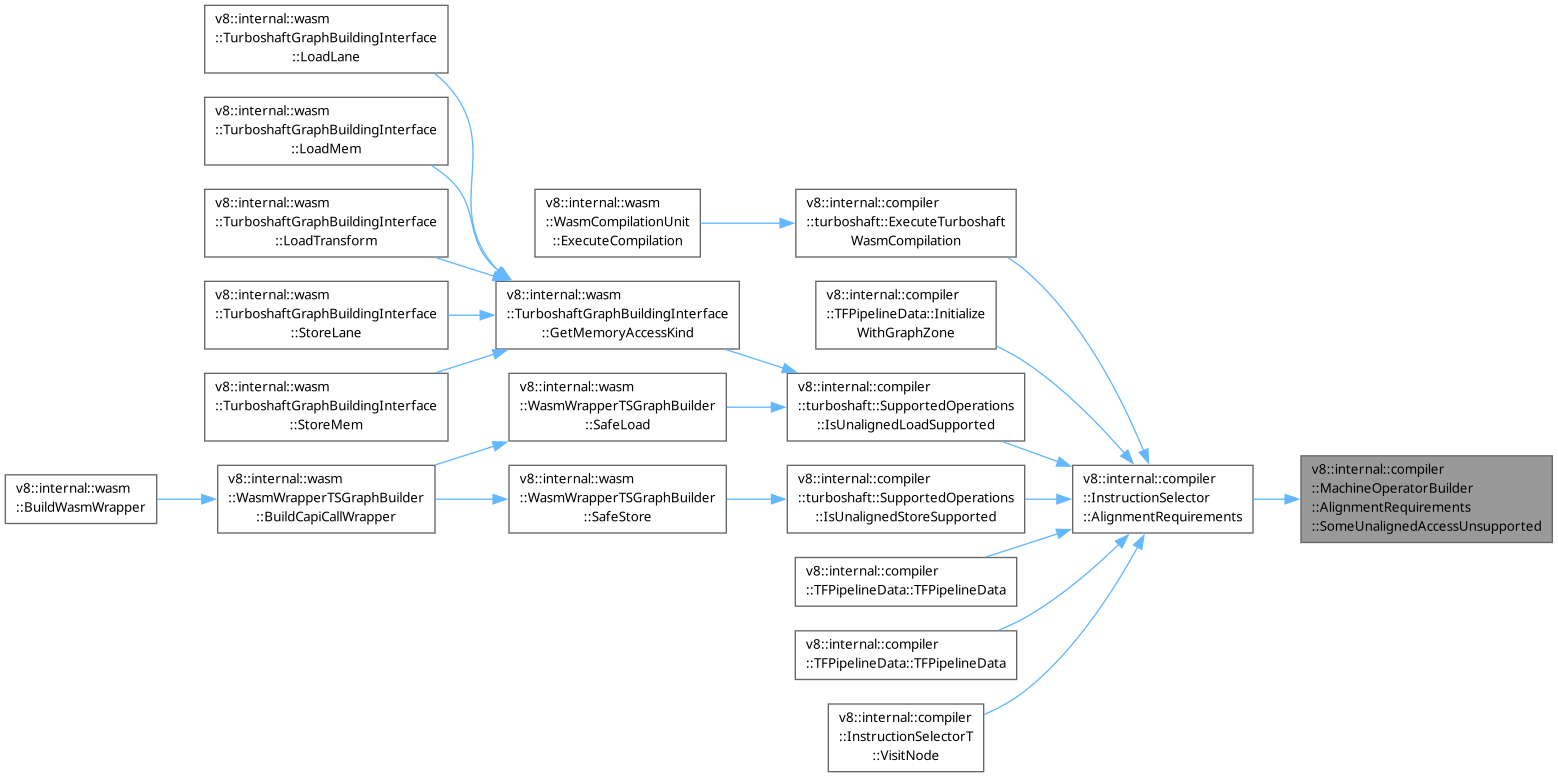 v8::internal::wasm
::TurboshaftGraphBuildingInterface
::LoadLane
v8::internal::wasm
::TurboshaftGraphBuildingInterface
::LoadMem
v8::internal::wasm
::TurboshaftGraphBuildingInterface
::LoadTransform
v8::internal::wasm
::TurboshaftGraphBuildingInterface
::StoreLane
v8::internal::wasm
::TurboshaftGraphBuildingInterface
::StoreMem
v8::internal::wasm
::BuildWasmWrapper
v8::internal::wasm
::WasmWrapperTSGraphBuilder
::BuildCapiCallWrapper
v8::internal::wasm
::WasmCompilationUnit
::ExecuteCompilation
v8::internal::wasm
::TurboshaftGraphBuildingInterface
::GetMemoryAccessKind
v8::internal::wasm
::WasmWrapperTSGraphBuilder
::SafeLoad
v8::internal::wasm
::WasmWrapperTSGraphBuilder
::SafeStore
v8::internal::compiler
::turboshaft::ExecuteTurboshaft
WasmCompilation
v8::internal::compiler
::TFPipelineData::Initialize
WithGraphZone
v8::internal::compiler
::turboshaft::SupportedOperations
::IsUnalignedLoadSupported
v8::internal::compiler
::turboshaft::SupportedOperations
::IsUnalignedStoreSupported
v8::internal::compiler
::TFPipelineData::TFPipelineData
v8::internal::compiler
::TFPipelineData::TFPipelineData
v8::internal::compiler
::InstructionSelectorT
::VisitNode
v8::internal::compiler
::InstructionSelector
::AlignmentRequirements
v8::internal::compiler
::MachineOperatorBuilder
::AlignmentRequirements
::SomeUnalignedAccessUnsupported